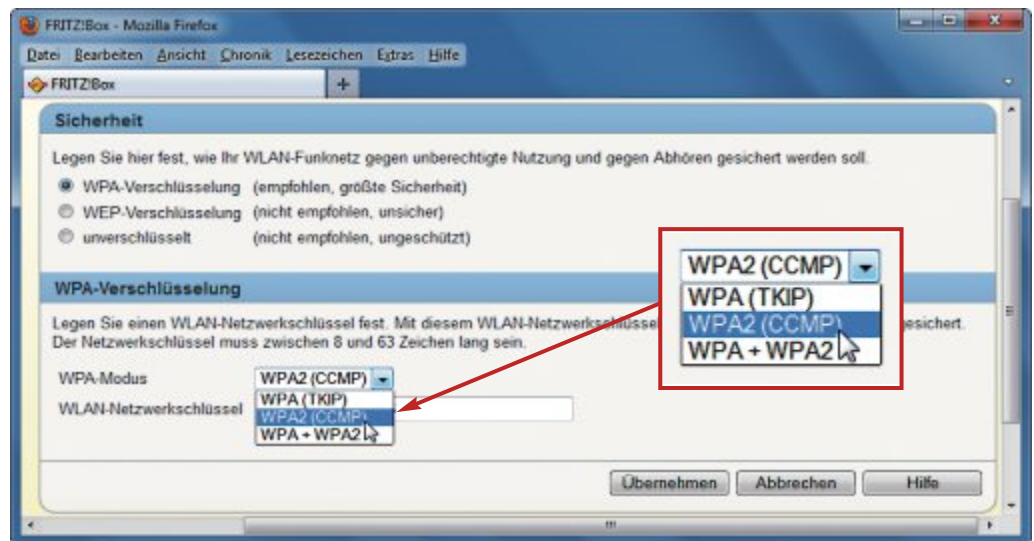 FRITZ!Box - Mozilla Firefox
Datei Bearbeiten Ansicht Chronik Lesezeichen Extras Hilfe
FRITZ!Box +
Sicherheit
Legen Sie hier fest, wie Ihr WLAN-Funknetz gegen unberechtigte Nutzung und gegen Abhören gesichert werden soll.
WPA-Verschlüsselung (empfohlen, größte Sicherheit)
WEP-Verschlüsselung (nicht empfohlen, unsicher)
unverschlüsselt (nicht empfohlen, ungeschützt)
WPA-Verschlüsselung
Legen Sie einen WLAN-Netzwerkschlüssel fest. Mit diesem WLAN-Netzwerkschlüssel esichert.
Der Netzwerkschlüssel muss zwischen 8 und 63 Zeichen lang sein.
WPA-Modus WPA2 (CCMP)
WPA (TKIP)
WLAN-Netzwerkschlüssel WPA2 (CCMP)
WPA + WPA2
WPA2 (CCMP)
WPA (TKIP)
WPA2 (CCMP)
WPA + WPA2
Übernehmen Abbrechen Hilfe